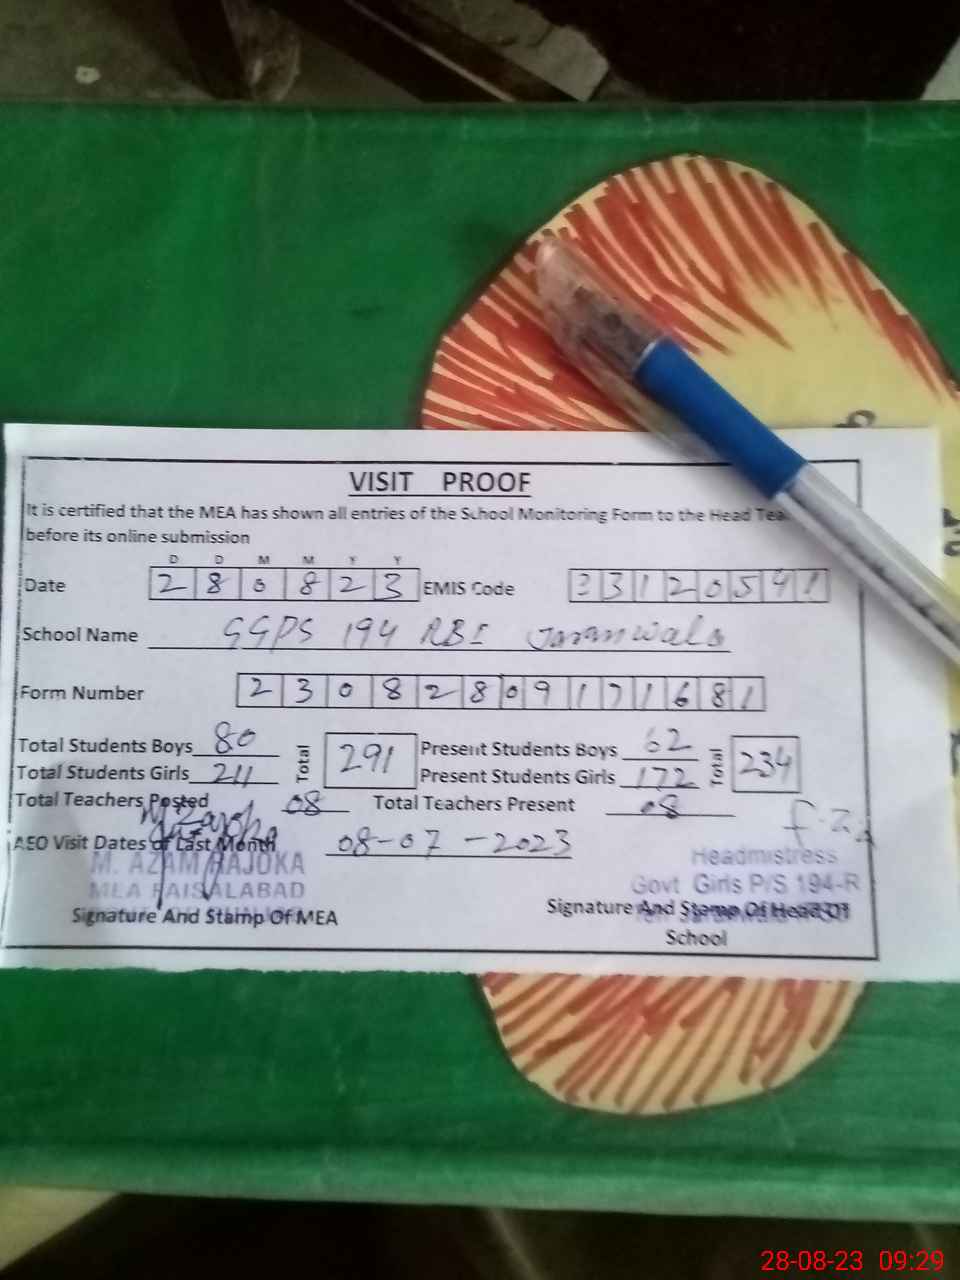 VISIT PROOF
It is certified that the MEA has shown all entries of the School Monitoring Form to the Head
before its online submission
D D M M Y Y
Date 2 8 0 8 2 3 EMIS Code 3 3 1 2 0 5 4 1
School Name GGPS 194 RBI Jaranwala
Form Number 2 3 0 8 2 8 0 9 1 7 1 6 8 1
Total Students Boys 80 Total 291 Present Students Boys 62 Total 234
Total Students Girls 211 Present Students Girls 172
Total Teachers Posted 08 Total Teachers Present 08
AEO Visit Dates of Last Month 08-07-2023
M. AZAM RAJOKA
MEA FAISALABAD
Signature And Stamp Of MEA
Headmistress
Govt Girls P/S 194-R
Signature And Stamp Of Head Of
School
28-08-23 09:29